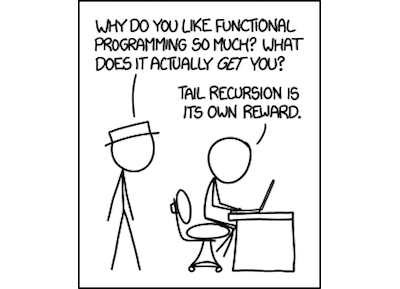 WHY DO YOU LIKE FUNCTIONAL
PROGRAMMING SO MUCH? WHAT
DOES IT ACTUALLY GET YOU?
TAIL RECURSION IS
ITS OWN REWARD.